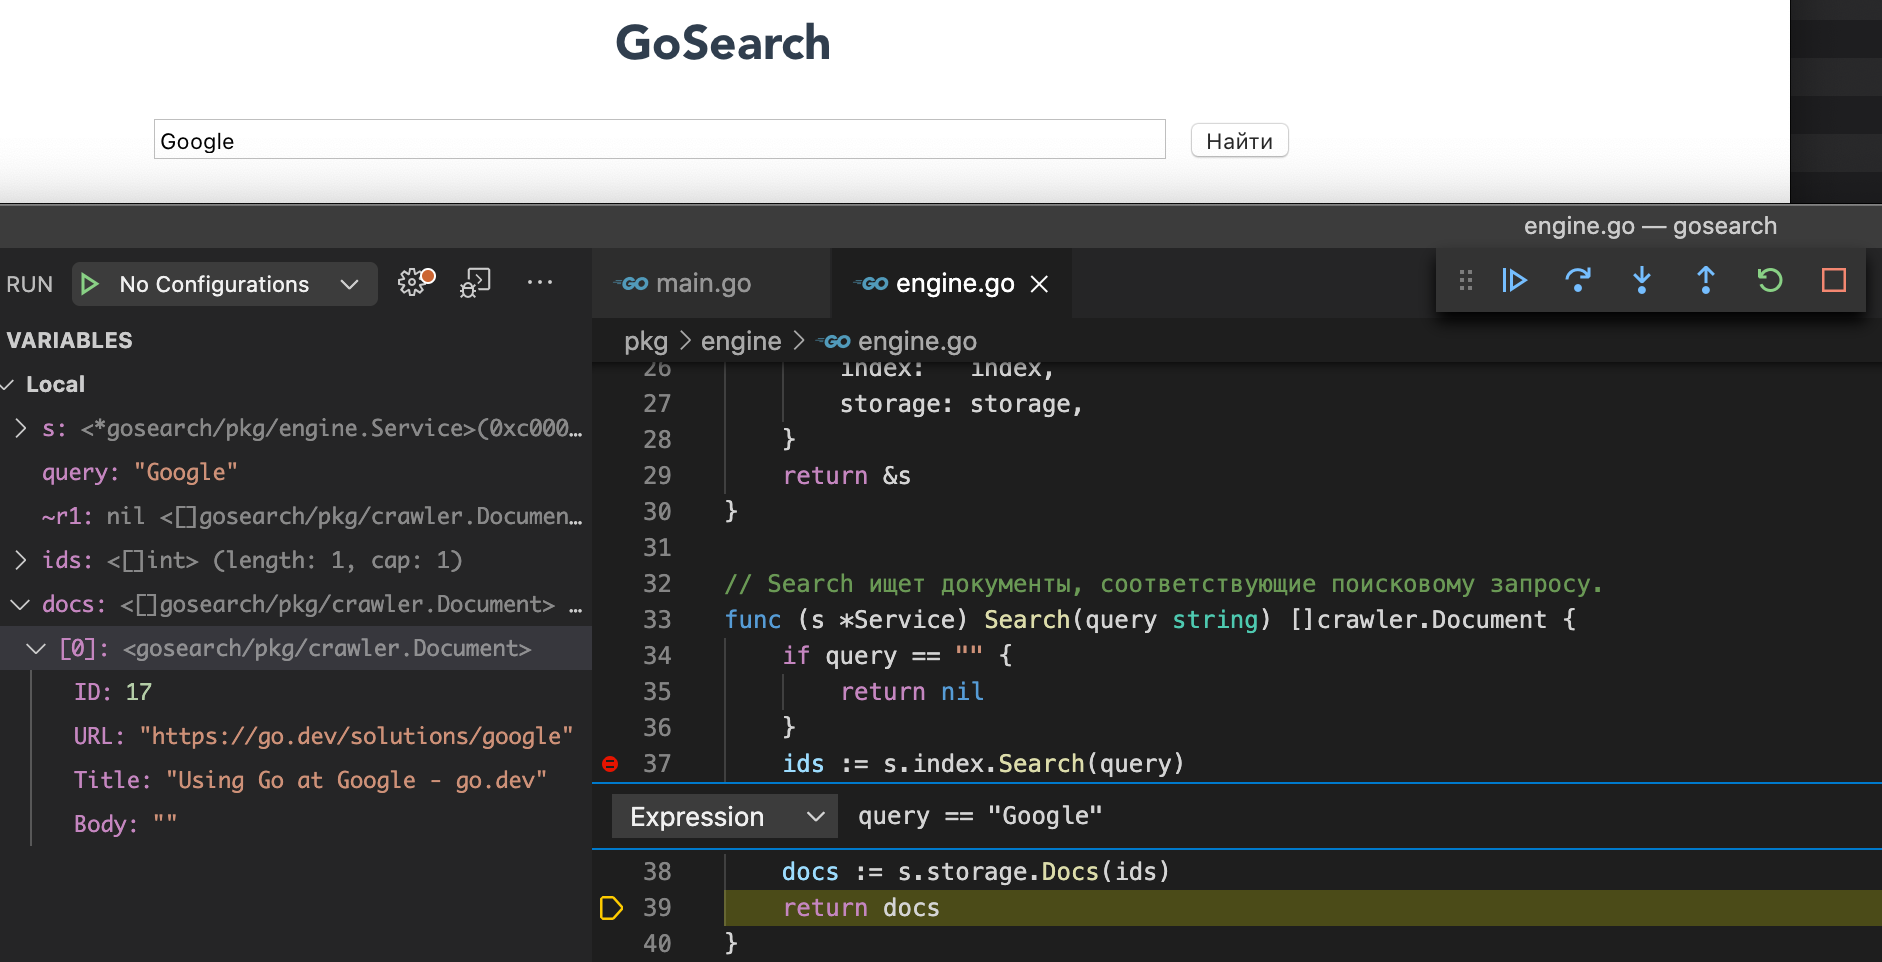 GoSearch
Google
Найти
engine.go — gosearch
RUN
No Configurations
VARIABLES
Local
s: <*gosearch/pkg/engine.Service>(0xc000…
query: "Google"
~r1: nil <[]gosearch/pkg/crawler.Documen…
ids: <[]int> (length: 1, cap: 1)
docs: <[]gosearch/pkg/crawler.Document> …
[0]: <gosearch/pkg/crawler.Document>
ID: 17
URL: "https://go.dev/solutions/google"
Title: "Using Go at Google - go.dev"
Body: ""
GO main.go
GO engine.go
pkg > engine > GO engine.go
26 index: index,
27 storage: storage,
28 }
29 return &s
30 }
31
32 // Search ищет документы, соответствующие поисковому запросу.
33 func (s *Service) Search(query string) []crawler.Document {
34 if query == "" {
35 return nil
36 }
37 ids := s.index.Search(query)
Expression query == "Google"
38 docs := s.storage.Docs(ids)
39 return docs
40 }